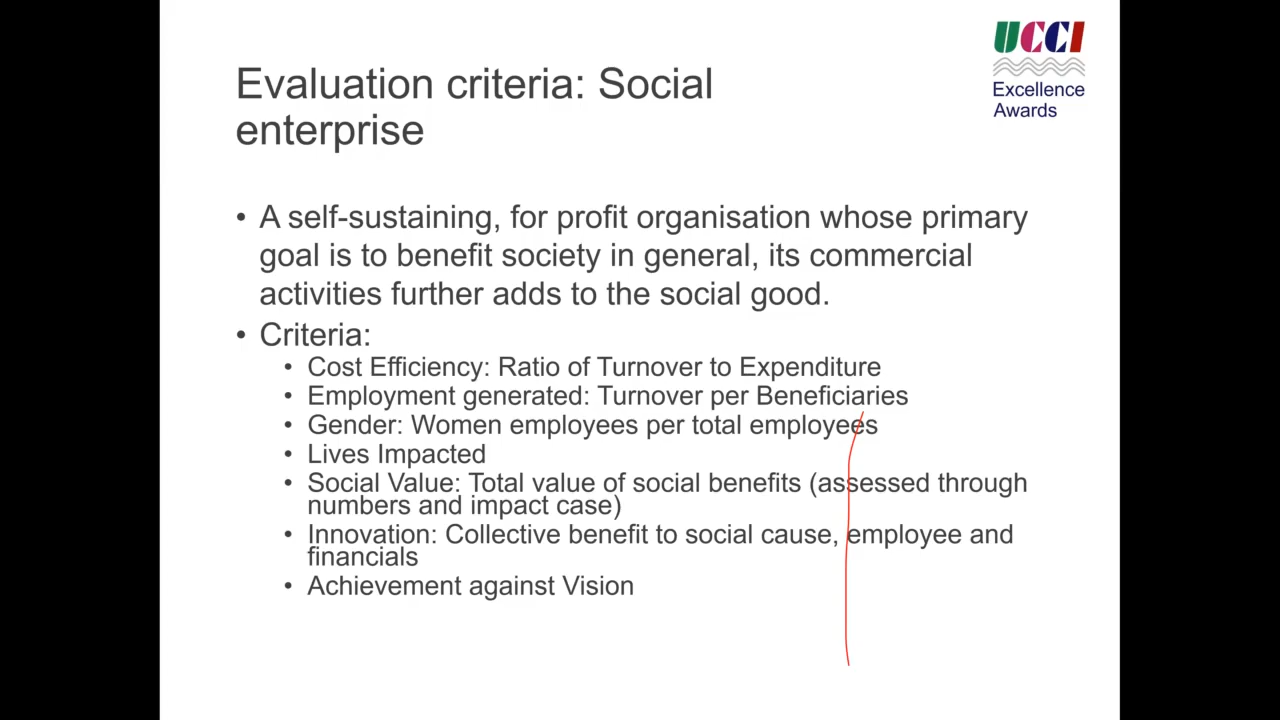 UCCI
Excellence
Awards
Evaluation criteria: Social
enterprise
• A self-sustaining, for profit organisation whose primary
goal is to benefit society in general, its commercial
activities further adds to the social good.
• Criteria:
• Cost Efficiency: Ratio of Turnover to Expenditure
• Employment generated: Turnover per Beneficiaries
• Gender: Women employees per total employees
• Lives Impacted
• Social Value: Total value of social benefits (assessed through
numbers and impact case)
• Innovation: Collective benefit to social cause, employee and
financials
• Achievement against Vision